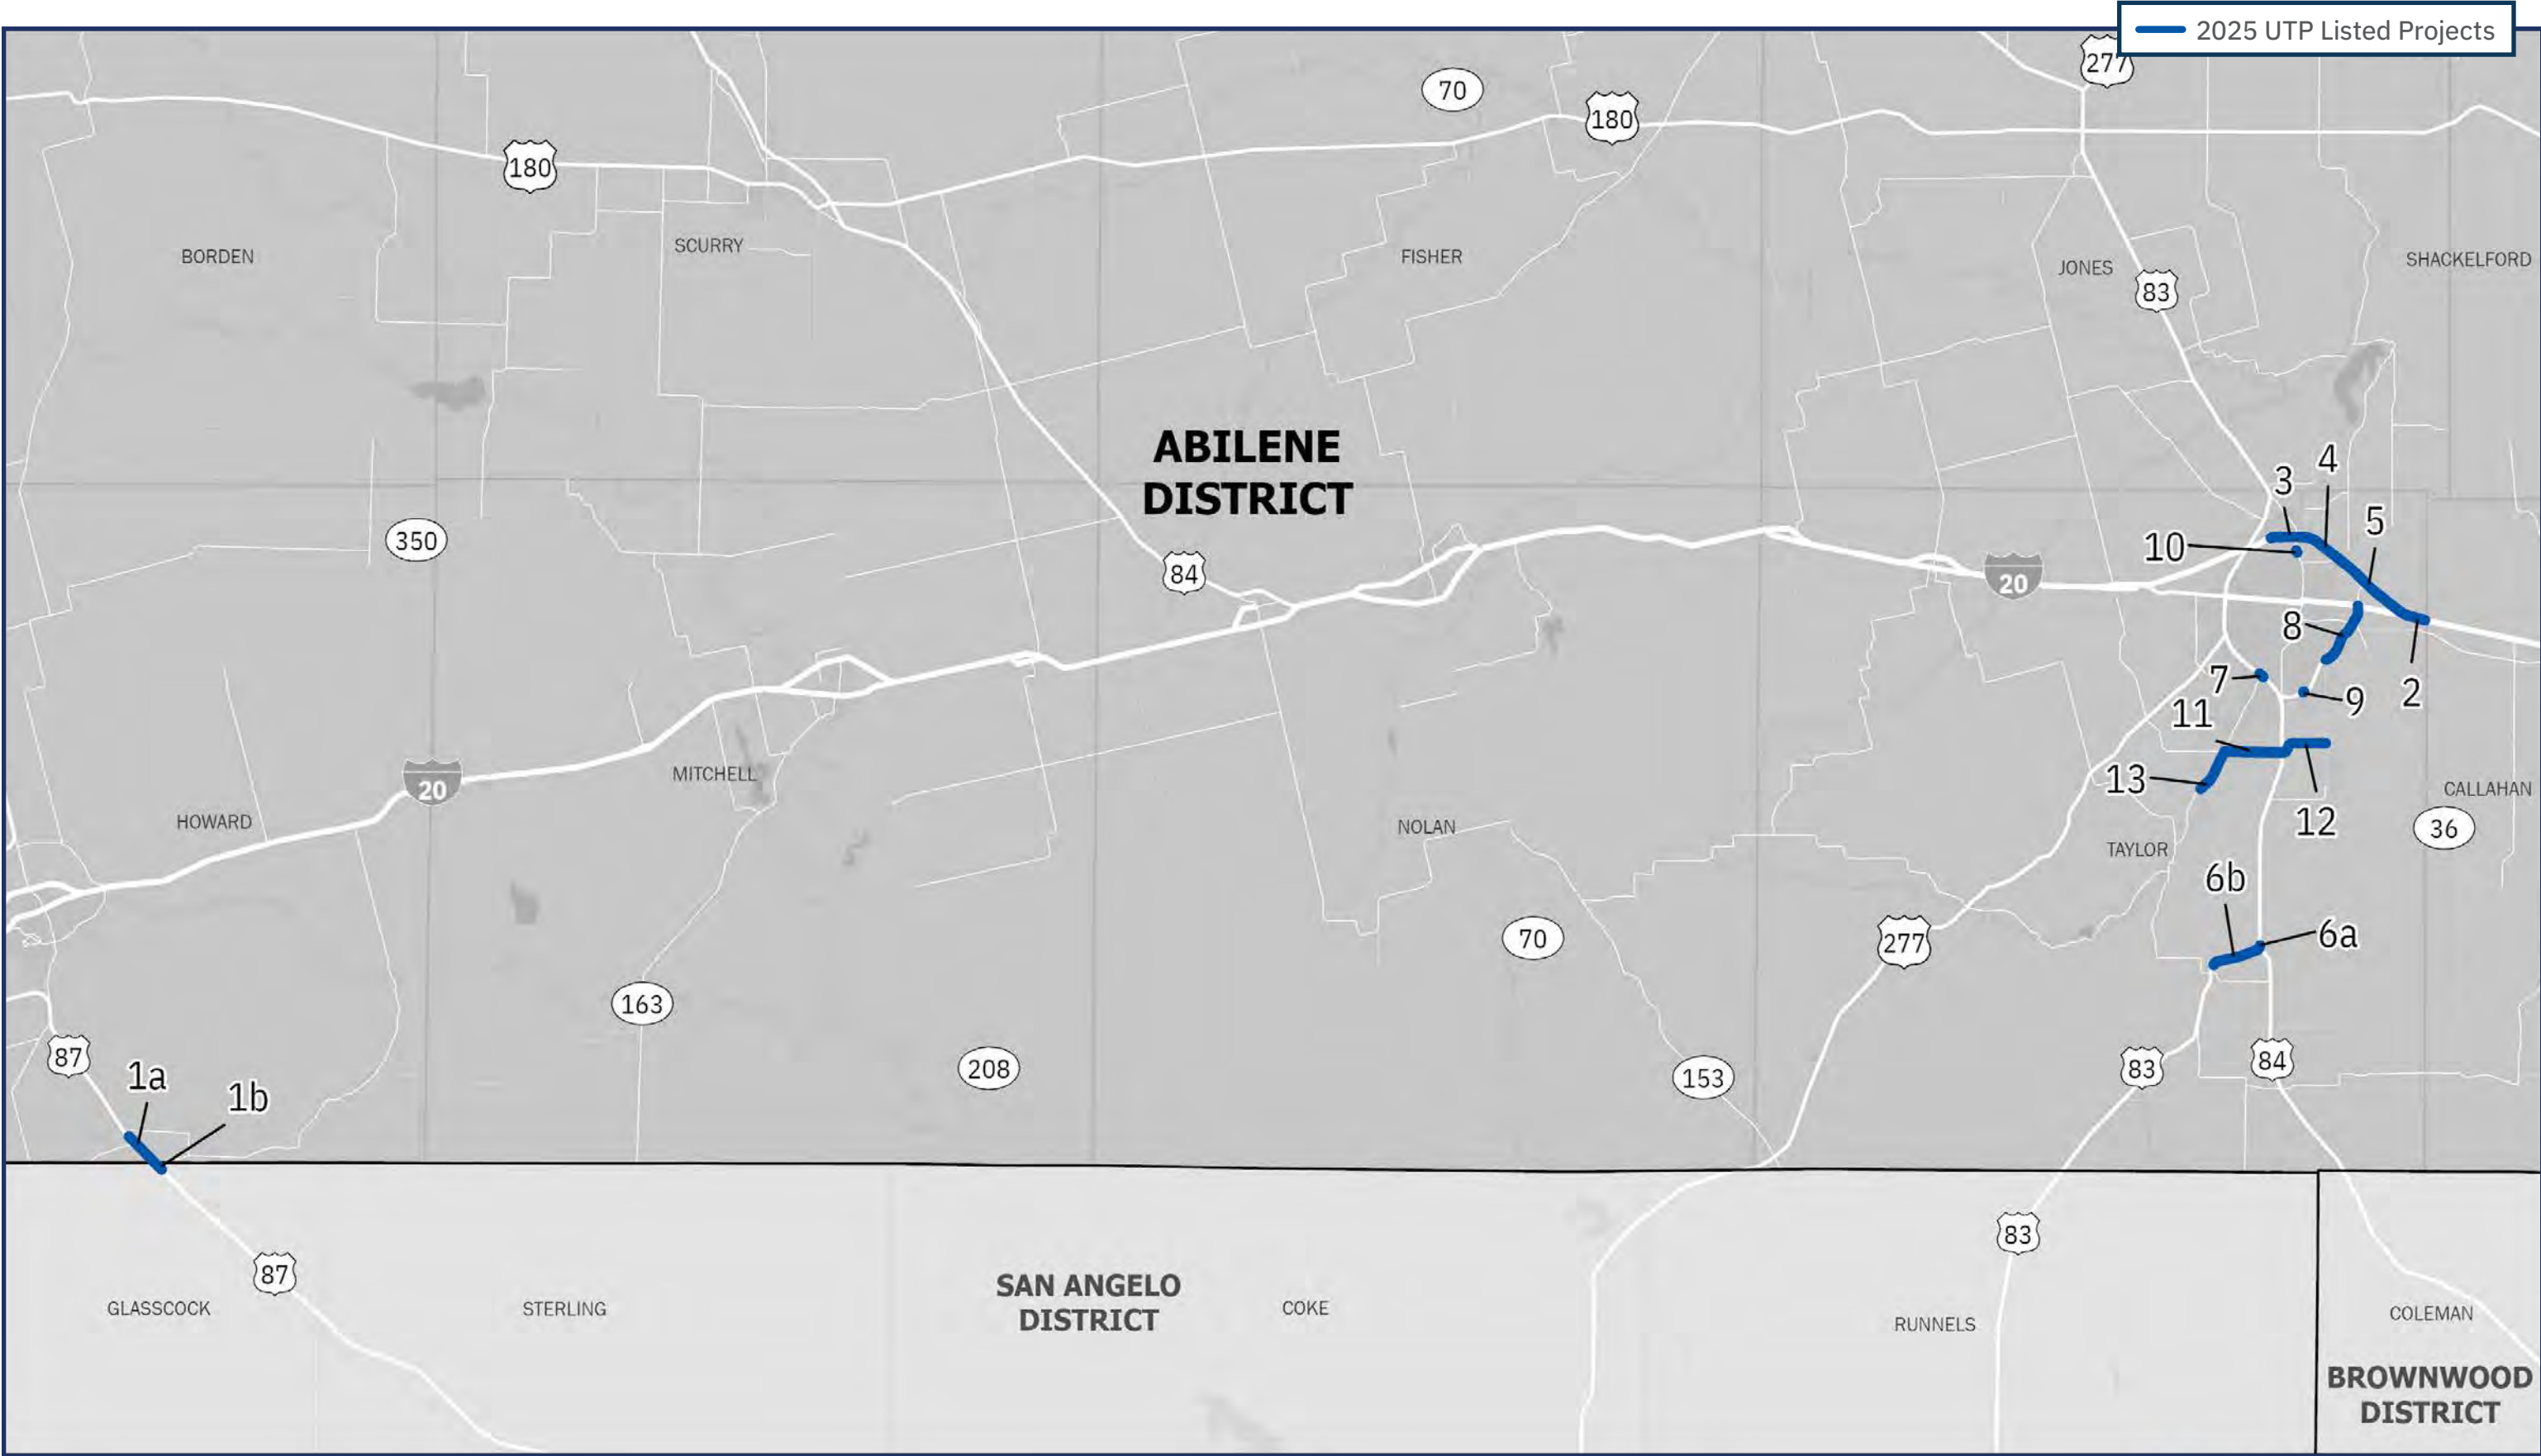 2025 UTP Listed Projects
277
70
180
180
SCURRY
BORDEN
FISHER
SHACKELFORD
JONES
83
ABILENE
DISTRICT
4
3
5
350
10
84
20
8
7
2
9
11
MITCHELL
13
20
CALLAHAN
HOWARD
12
NOLAN
36
TAYLOR
6b
6a
70
277
163
87
1a
208
153
83
84
1b
83
87
SAN ANGELO
DISTRICT
GLASSCOCK
STERLING
COKE
RUNNELS
COLEMAN
BROWNWOOD
DISTRICT